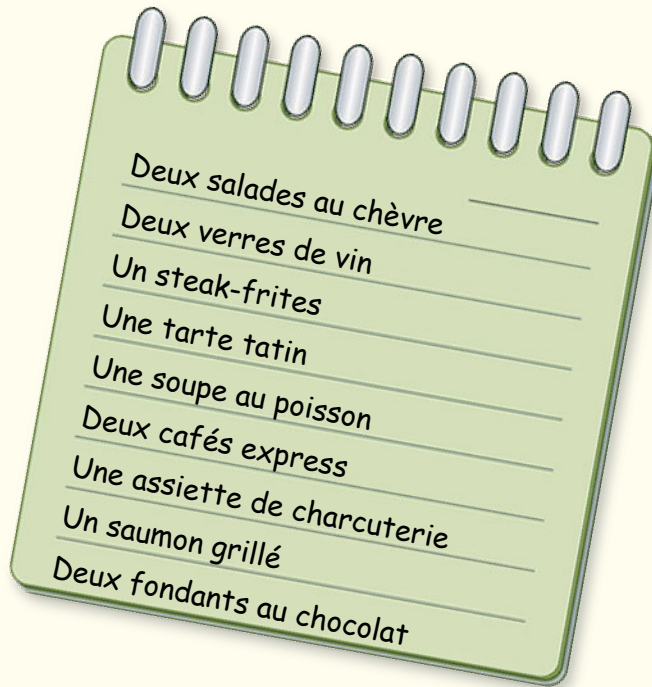 Deux salades au chèvre
Deux verres de vin
Un steak-frites
Une tarte tatin
Une soupe au poisson
Deux cafés express
Une assiette de charcuterie
Un saumon grillé
Deux fondants au chocolat